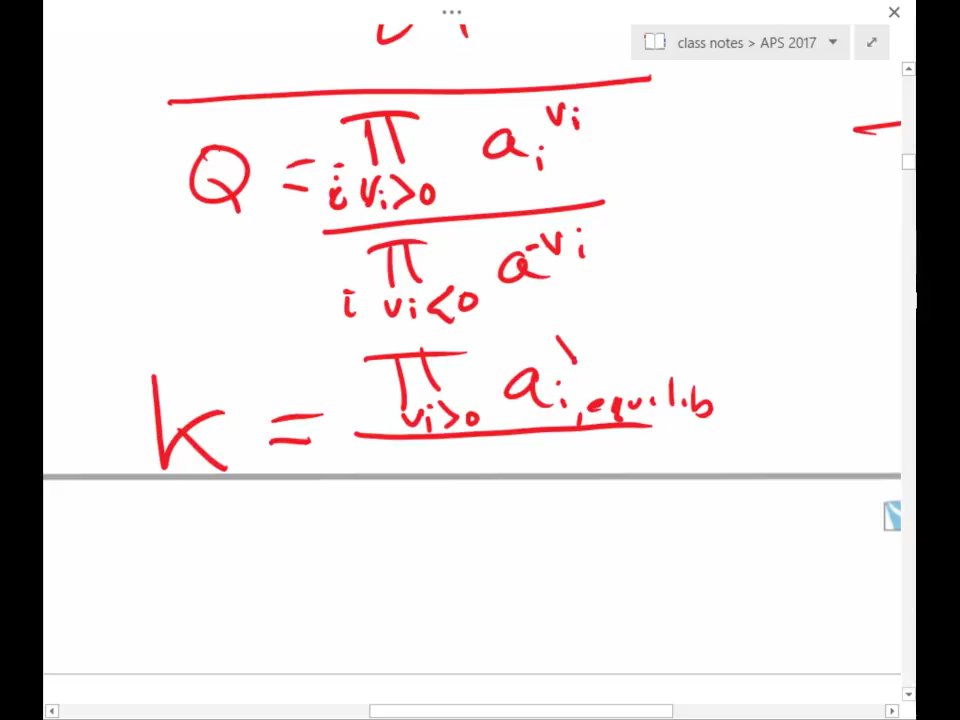 class notes > APS 2017
Q = ∏ i vᵢ>0 aᵢ^vᵢ
∏ i vᵢ<0 a^-vᵢ
K = ∏ vᵢ>0 aᵢ, equilib